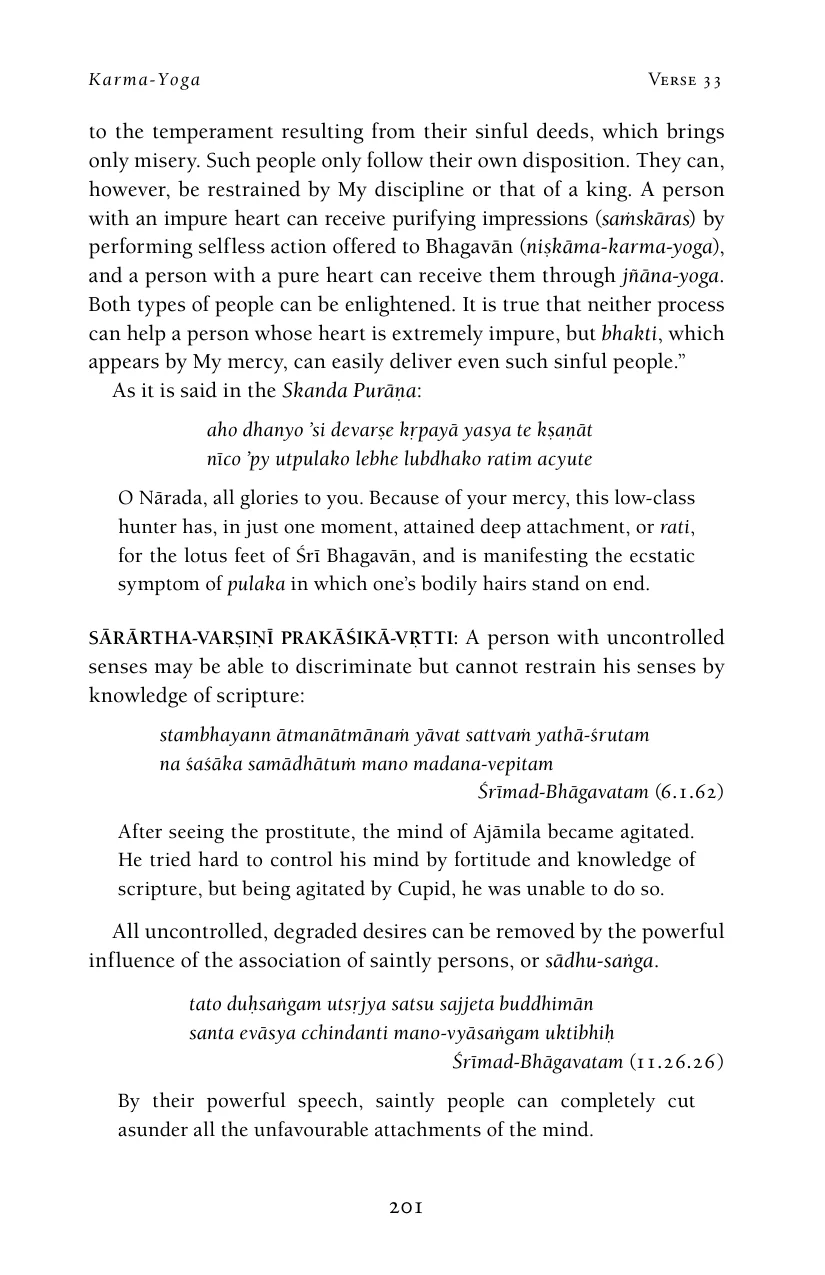 Karma-Yoga Verse 33
to the temperament resulting from their sinful deeds, which brings
only misery. Such people only follow their own disposition. They can,
however, be restrained by My discipline or that of a king. A person
with an impure heart can receive purifying impressions (saṁskāras) by
performing selfless action offered to Bhagavān (niṣkāma-karma-yoga),
and a person with a pure heart can receive them through jñāna-yoga.
Both types of people can be enlightened. It is true that neither process
can help a person whose heart is extremely impure, but bhakti, which
appears by My mercy, can easily deliver even such sinful people.”
As it is said in the Skanda Purāṇa:
aho dhanyo ’si devarṣe kṛpayā yasya te kṣaṇāt
nīco ’py utpulako lebhe lubdhako ratim acyute
O Nārada, all glories to you. Because of your mercy, this low-class
hunter has, in just one moment, attained deep attachment, or rati,
for the lotus feet of Śrī Bhagavān, and is manifesting the ecstatic
symptom of pulaka in which one’s bodily hairs stand on end.
SĀRĀRTHA-VARṢIṆĪ PRAKĀŚIKĀ-VṚTTI: A person with uncontrolled
senses may be able to discriminate but cannot restrain his senses by
knowledge of scripture:
stambhayann ātmanātmānaṁ yāvat sattvaṁ yathā-śrutam
na śaśāka samādhātuṁ mano madana-vepitam
Śrīmad-Bhāgavatam (6.1.62)
After seeing the prostitute, the mind of Ajāmila became agitated.
He tried hard to control his mind by fortitude and knowledge of
scripture, but being agitated by Cupid, he was unable to do so.
All uncontrolled, degraded desires can be removed by the powerful
influence of the association of saintly persons, or sādhu-saṅga.
tato duḥsaṅgam utsṛjya satsu sajjeta buddhimān
santa evāsya cchindanti mano-vyāsaṅgam uktibhiḥ
Śrīmad-Bhāgavatam (11.26.26)
By their powerful speech, saintly people can completely cut
asunder all the unfavourable attachments of the mind.
201